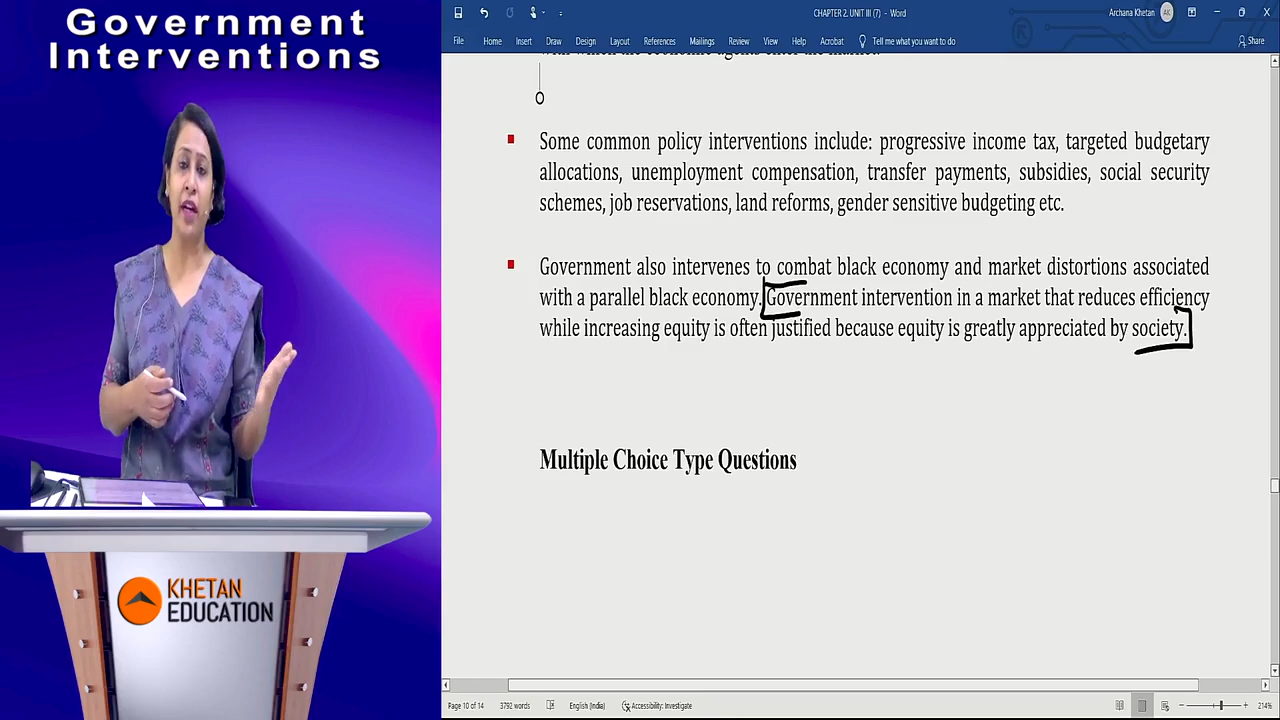 Government
Interventions
CHAPTER 2. UNIT III (7) - Word
Archana Khetan
AK
File Home Insert Draw Design Layout References Mailings Review View Help Acrobat Tell me what you want to do
Share
Some common policy interventions include: progressive income tax, targeted budgetary
allocations, unemployment compensation, transfer payments, subsidies, social security
schemes, job reservations, land reforms, gender sensitive budgeting etc.
Government also intervenes to combat black economy and market distortions associated
with a parallel black economy. Government intervention in a market that reduces efficiency
while increasing equity is often justified because equity is greatly appreciated by society.
Multiple Choice Type Questions
KHETAN
EDUCATION
Page 10 of 14 3792 words English (India) Accessibility: Investigate
214%